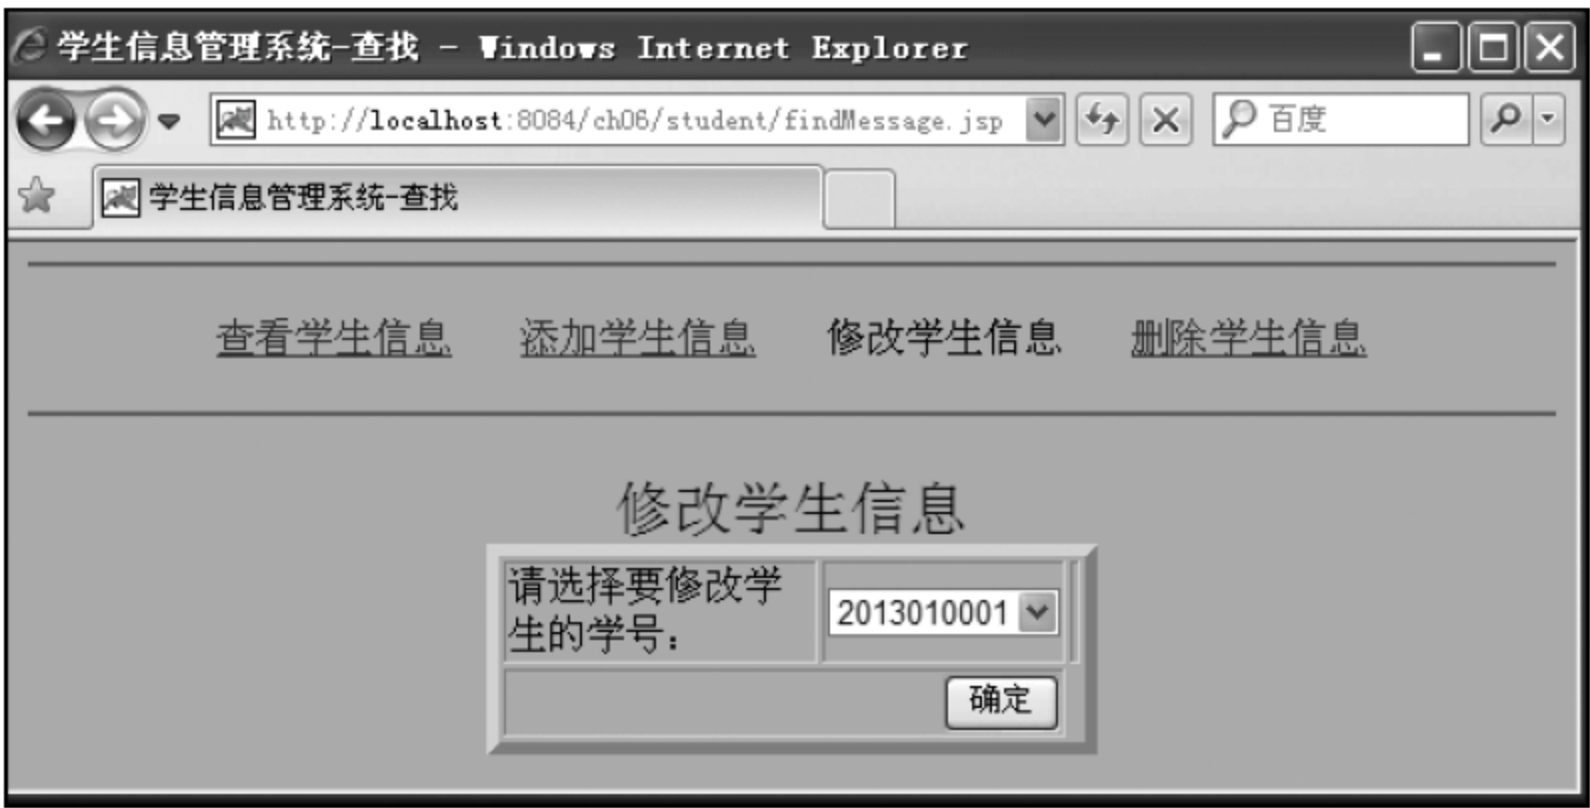 学生信息管理系统-查找 - Windows Internet Explorer
http://localhost:8084/ch06/student/findMessage.jsp
百度
学生信息管理系统-查找
查看学生信息 添加学生信息 修改学生信息 删除学生信息
修改学生信息
请选择要修改学
生的学号：
2013010001
确定